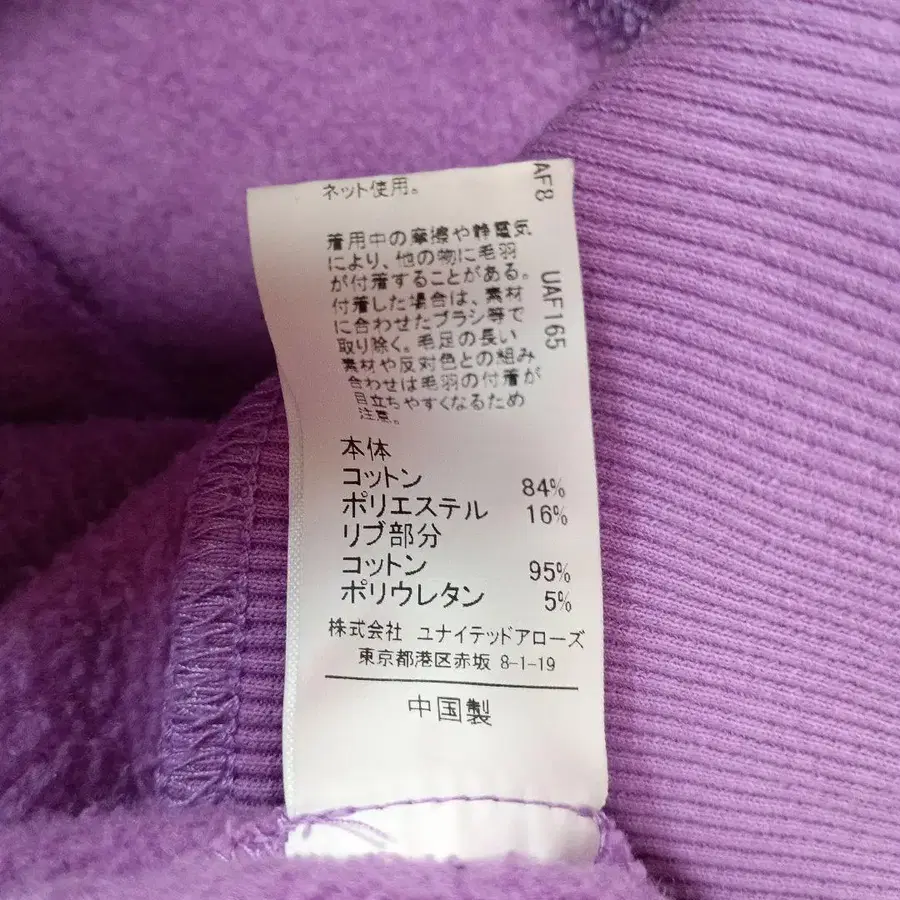 ネット使用。
着用中の摩擦や静電気
により、他の物に毛羽
が付着することがある。
付着した場合は、素材
に合わせたブラシ等で
取り除く。毛足の長い
素材や反対色との組み
合わせは毛羽の付着が
目立ちやすくなるため
注意。
本体
コットン 84%
ポリエステル 16%
リブ部分
コットン 95%
ポリウレタン 5%
株式会社 ユナイテッドアローズ
東京都港区赤坂 8-1-19
中国製
AF8 UAF165